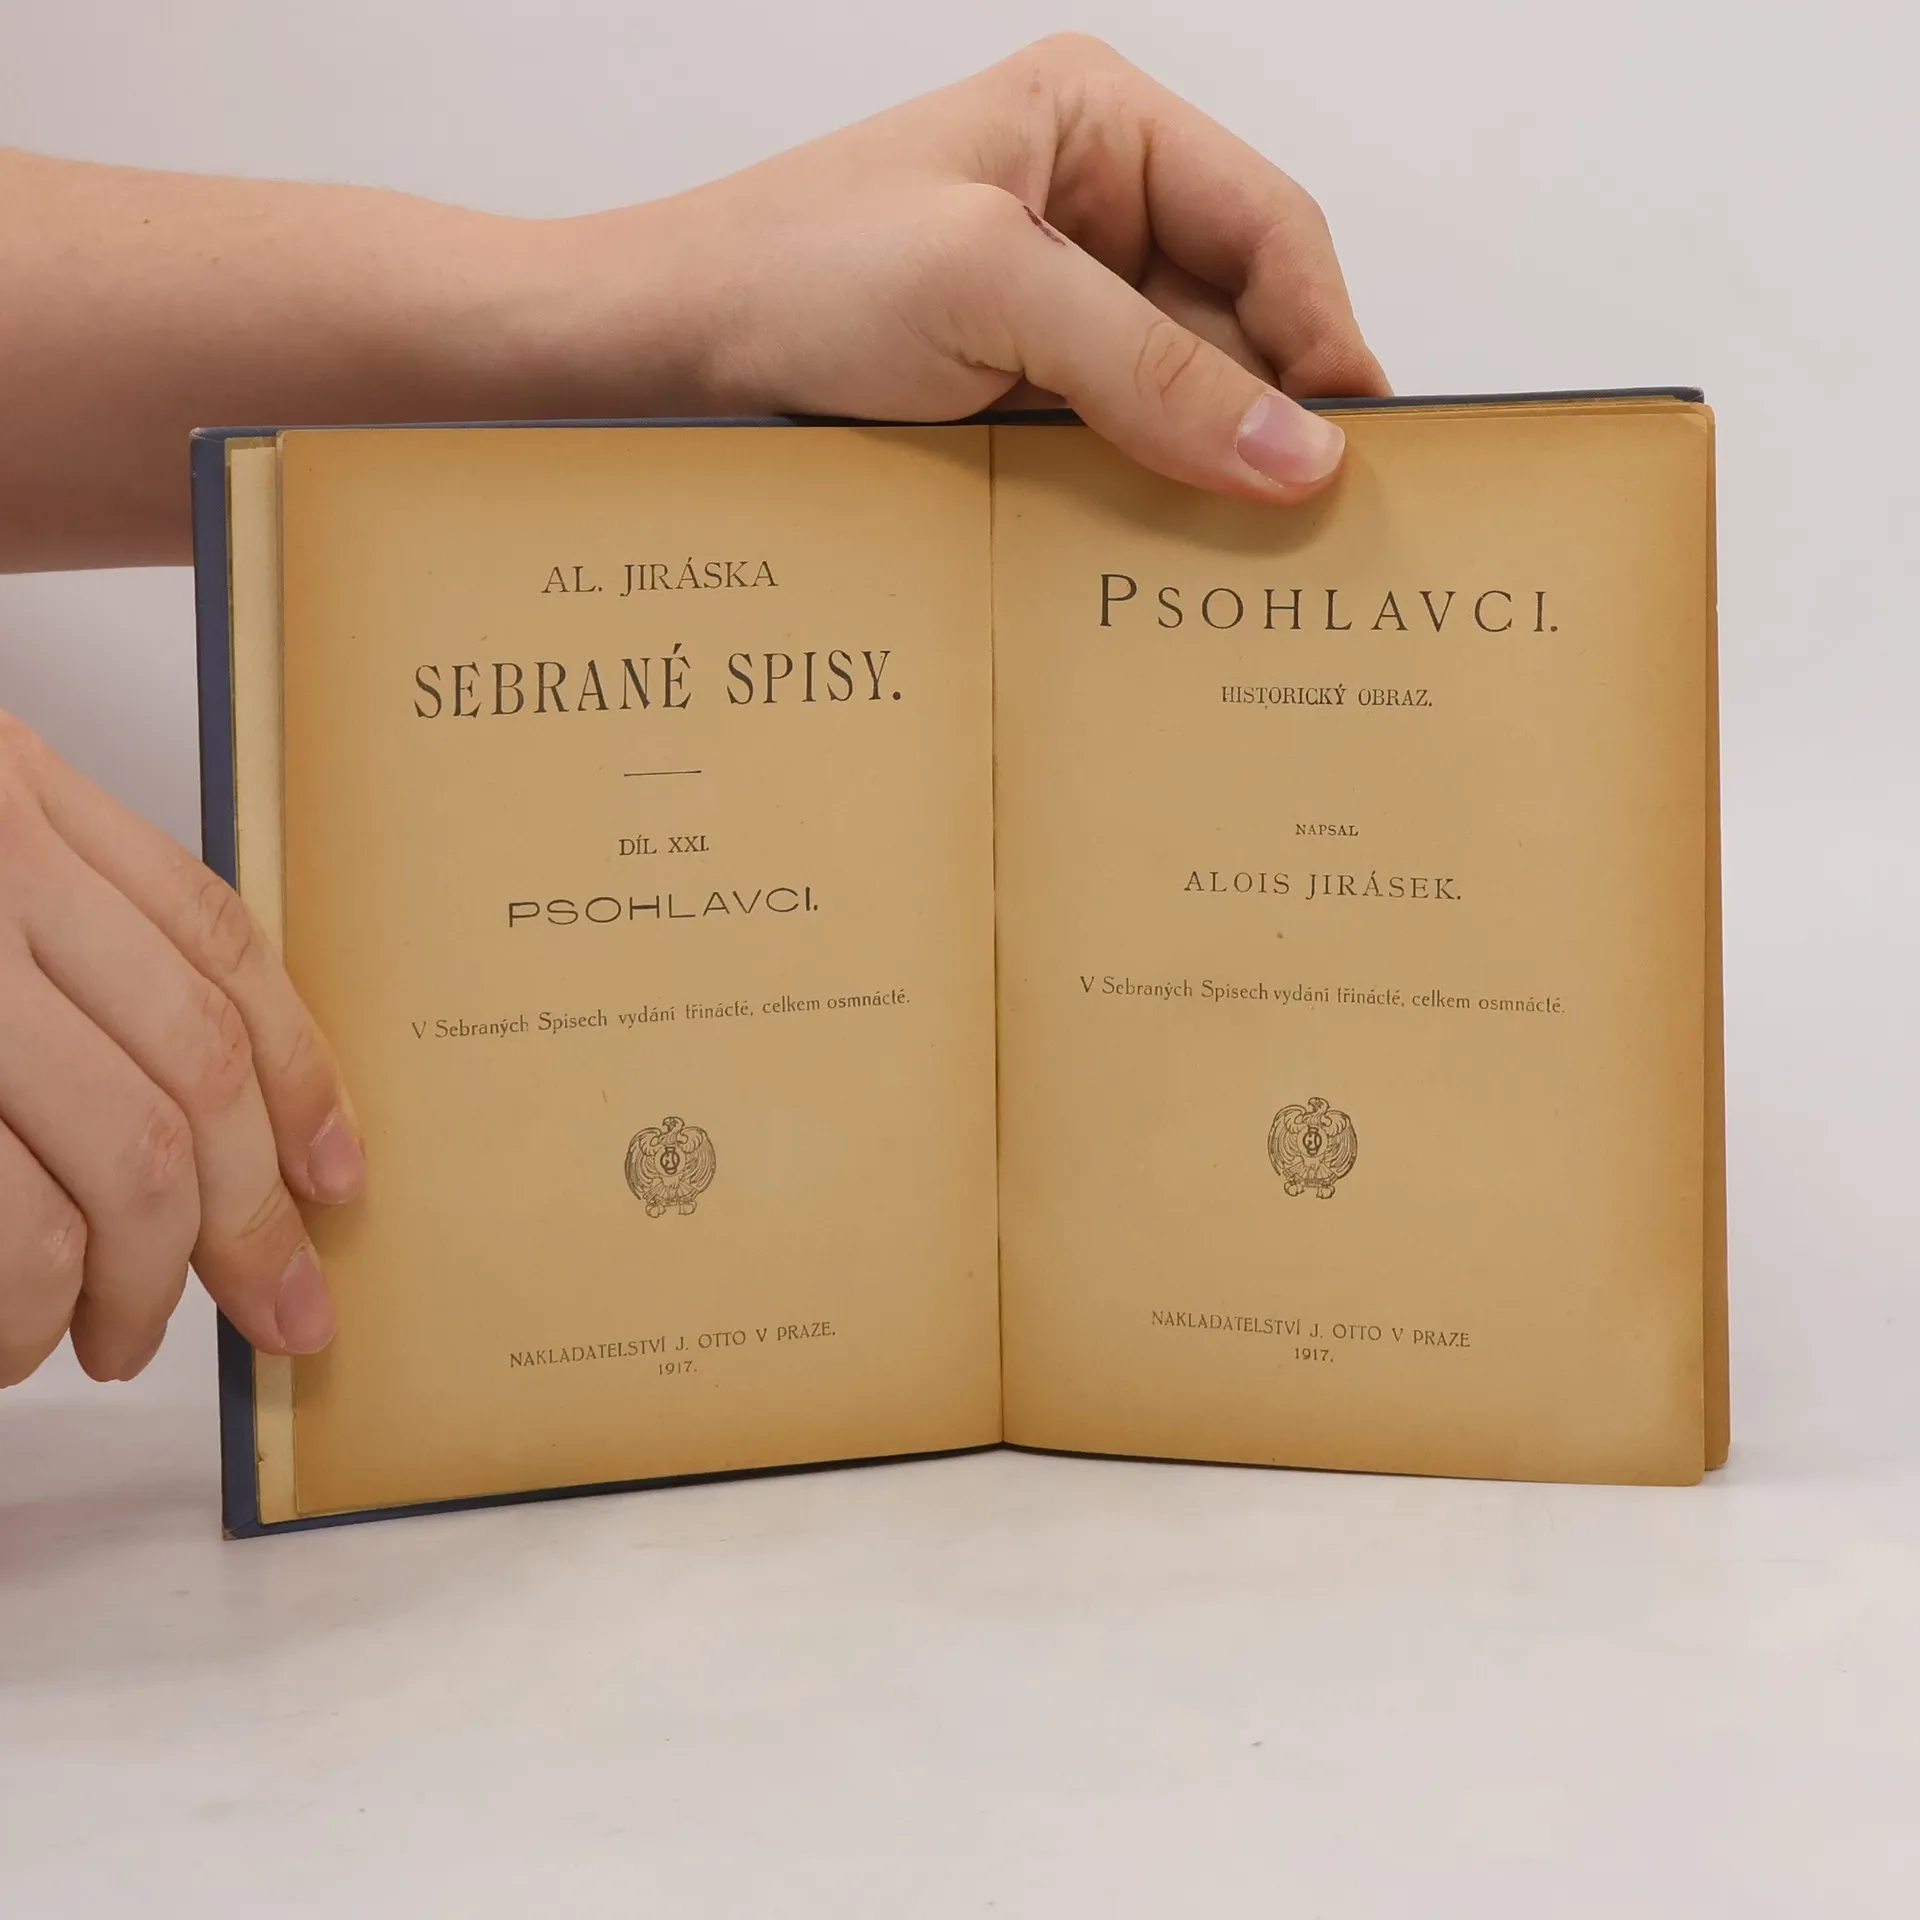 AL. JIRÁSKA
SEBRANÉ SPISY.
DÍL XXI.
PSOHLAVCI.
V Sebraných Spisech vydání třinácté, celkem osmnácté.
NAKLADATELSTVÍ J. OTTO V PRAZE.
1917.
PSOHLAVCI.
HISTORICKÝ OBRAZ.
NAPSAL
ALOIS JIRÁSEK.
V Sebraných Spisech vydání třinácté, celkem osmnácté.
NAKLADATELSTVÍ J. OTTO V PRAZE
1917.